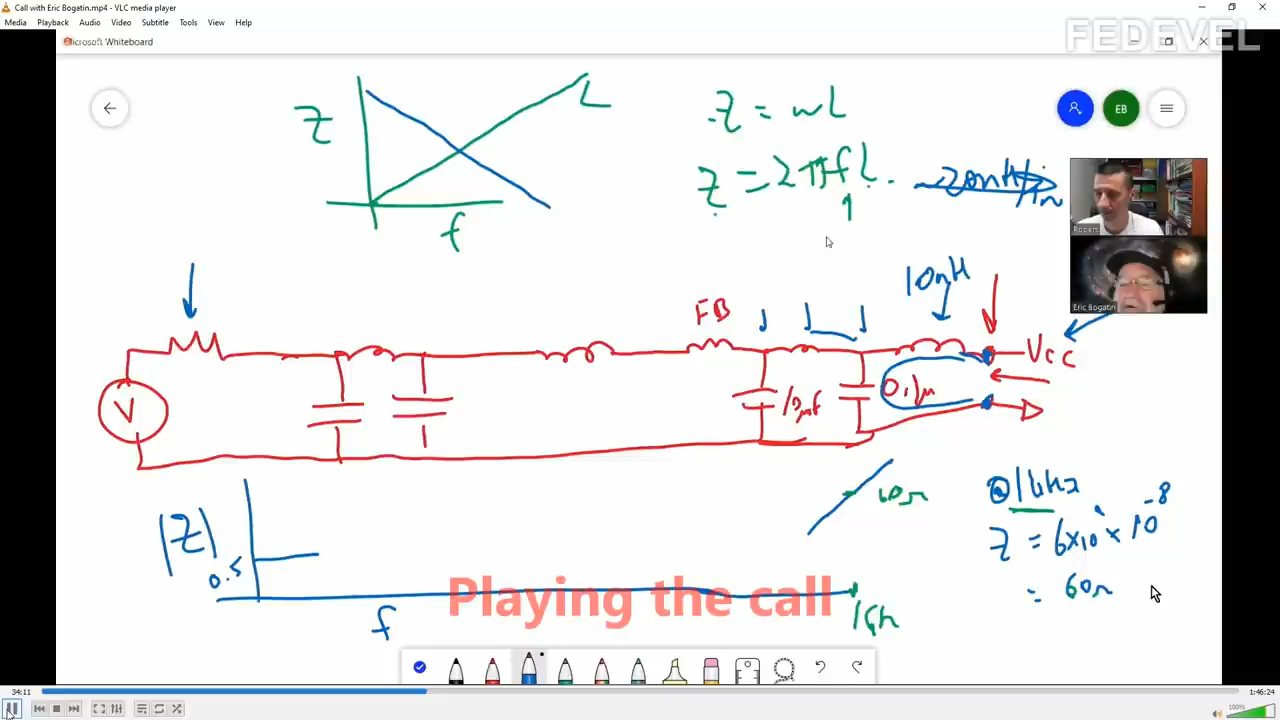 Call with Eric Bogatin.mp4 - VLC media player
Media Playback Audio Video Subtitle Tools View Help
Microsoft Whiteboard
FEDEVEL
EB
Z
L
f
Z = wL
Z = 2πfL
20nH/in
Robert
Eric Bogatin
10nH
FB
Vcc
V
10μf
0.1μ
|Z|
0.5
f
60Ω
1GHz
@1GHz
Z = 6x10 x 10⁻⁸
= 60Ω
Playing the call
34:11
1:46:24
100%